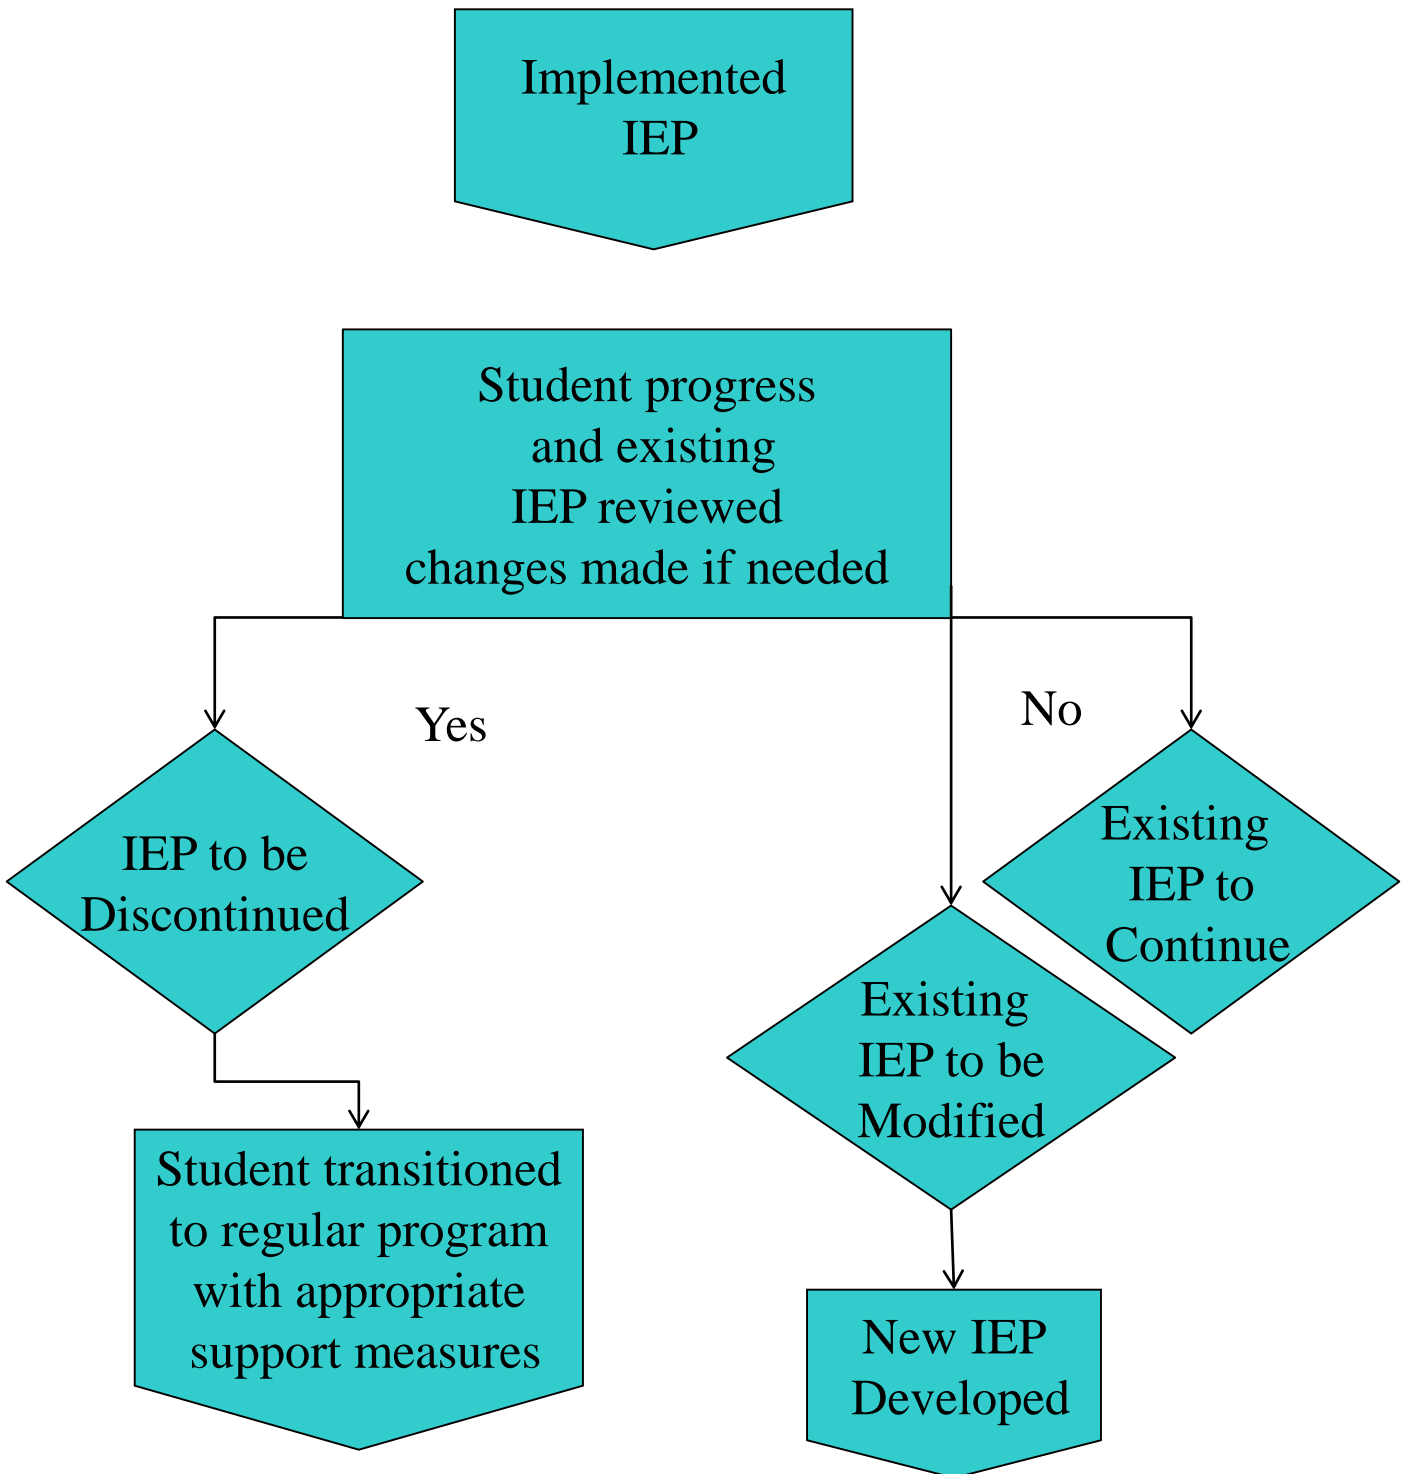 Implemented
IEP
Student progress
and existing
IEP reviewed
changes made if needed
Yes
No
IEP to be
Discontinued
Existing
IEP to
Continue
Existing
IEP to be
Modified
Student transitioned
to regular program
with appropriate
support measures
New IEP
Developed